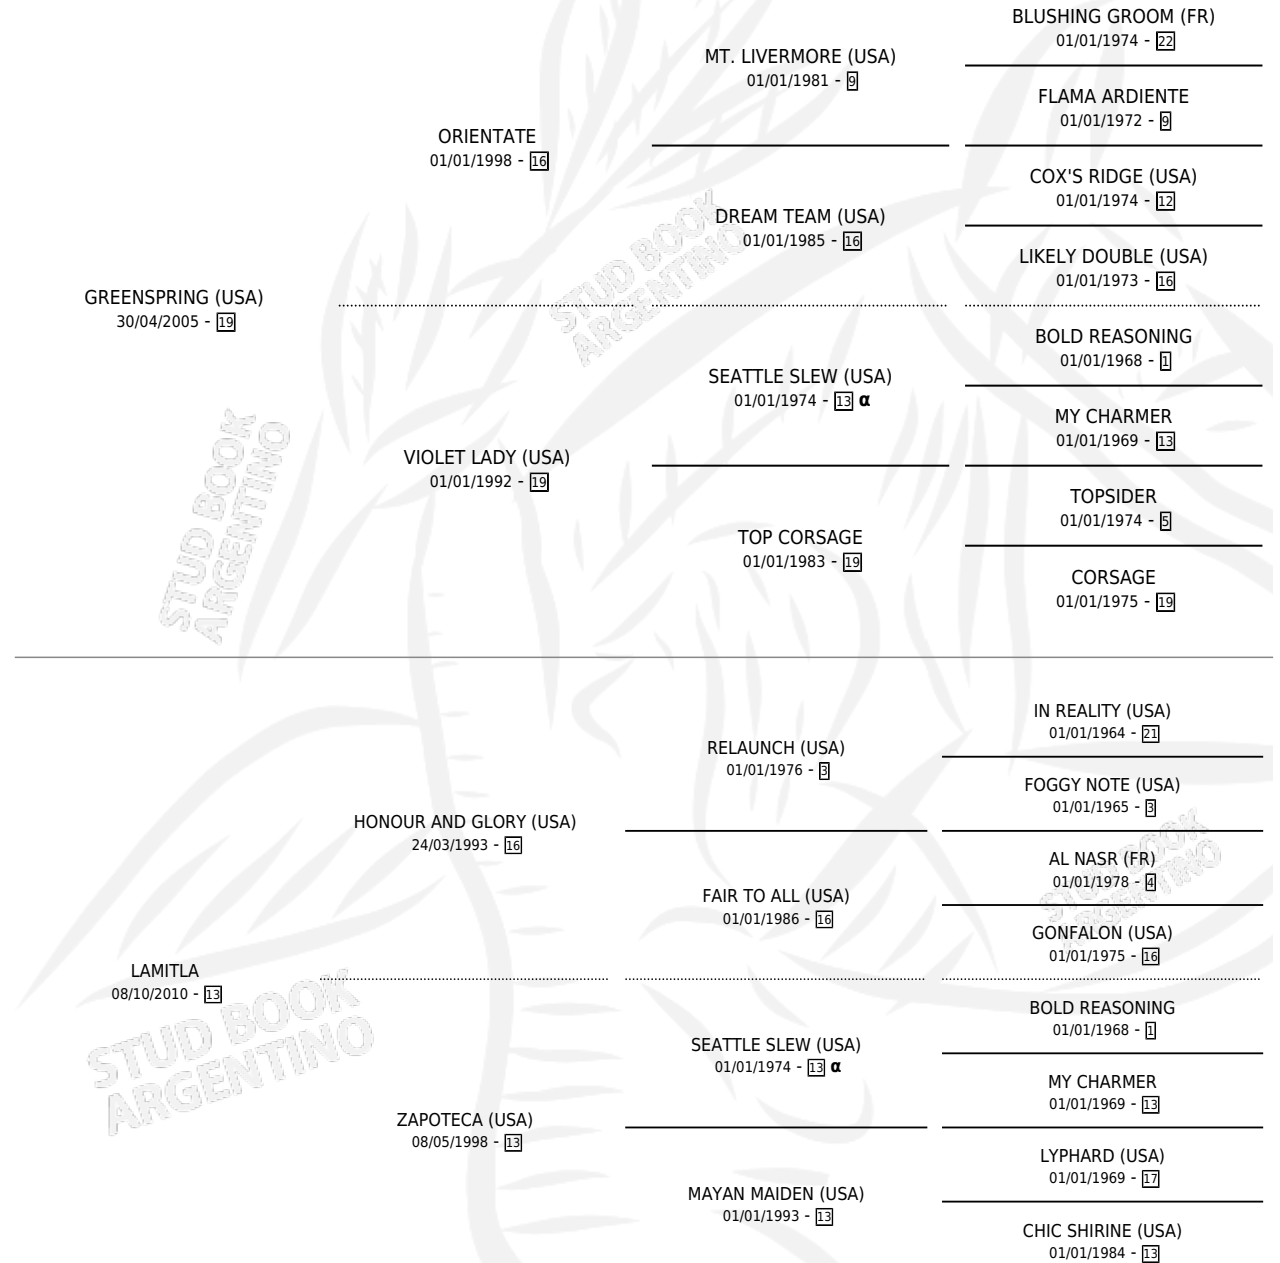 BLUSHING GROOM (FR)
01/01/1974 - 22
MT. LIVERMORE (USA)
01/01/1981 - 9
FLAMA ARDIENTE
01/01/1972 - 9
ORIENTATE
01/01/1998 - 16
COX'S RIDGE (USA)
01/01/1974 - 12
DREAM TEAM (USA)
01/01/1985 - 16
LIKELY DOUBLE (USA)
01/01/1973 - 16
GREENSPRING (USA)
30/04/2005 - 19
BOLD REASONING
01/01/1968 - 1
SEATTLE SLEW (USA)
01/01/1974 - 13 α
MY CHARMER
01/01/1969 - 13
VIOLET LADY (USA)
01/01/1992 - 19
TOPSIDER
01/01/1974 - 5
TOP CORSAGE
01/01/1983 - 19
CORSAGE
01/01/1975 - 19
IN REALITY (USA)
01/01/1964 - 21
RELAUNCH (USA)
01/01/1976 - 3
FOGGY NOTE (USA)
01/01/1965 - 3
HONOUR AND GLORY (USA)
24/03/1993 - 16
AL NASR (FR)
01/01/1978 - 4
FAIR TO ALL (USA)
01/01/1986 - 16
GONFALON (USA)
01/01/1975 - 16
LAMITLA
08/10/2010 - 13
BOLD REASONING
01/01/1968 - 1
SEATTLE SLEW (USA)
01/01/1974 - 13 α
MY CHARMER
01/01/1969 - 13
ZAPOTECA (USA)
08/05/1998 - 13
LYPHARD (USA)
01/01/1969 - 17
MAYAN MAIDEN (USA)
01/01/1993 - 13
CHIC SHIRINE (USA)
01/01/1984 - 13
STUD BOOK
ARGENTINO
STUD BOOK
ARGENTINO
STUD BOOK
ARGENTINO
STUD BOOK
ARGENTINO